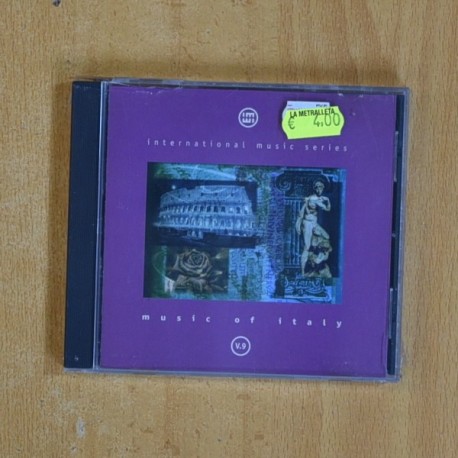 LA METRALLETA
€ 4,00
International music series
music of italy
V.9